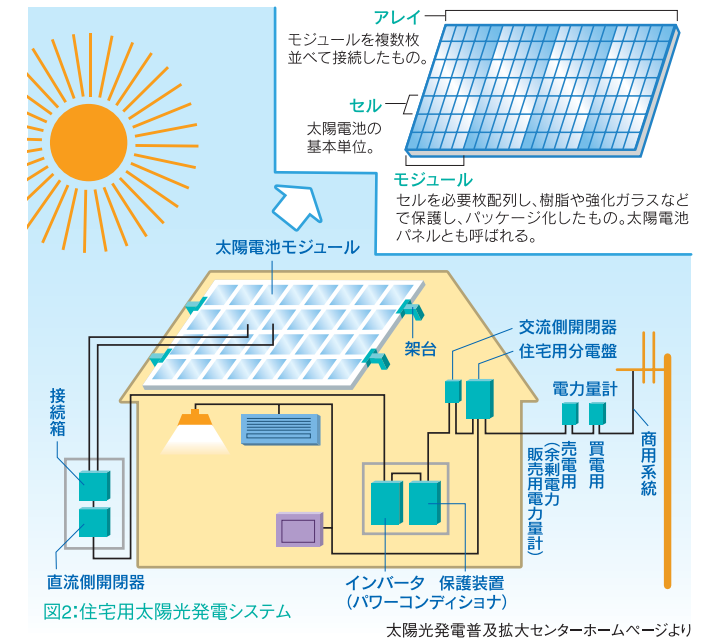 アレイ
モジュールを複数枚
並べて接続したもの。
セル
太陽電池の
基本単位。
モジュール
セルを必要枚配列し、樹脂や強化ガラスなど
で保護し、パッケージ化したもの。太陽電池
パネルとも呼ばれる。
太陽電池モジュール
架台
交流側開閉器
住宅用分電盤
電力量計
接続箱
商用系統
買電用
売電用
(余剰電力
販売用電力量計)
直流側開閉器
インバータ 保護装置
(パワーコンディショナ)
図2:住宅用太陽光発電システム
太陽光発電普及拡大センターホームページより